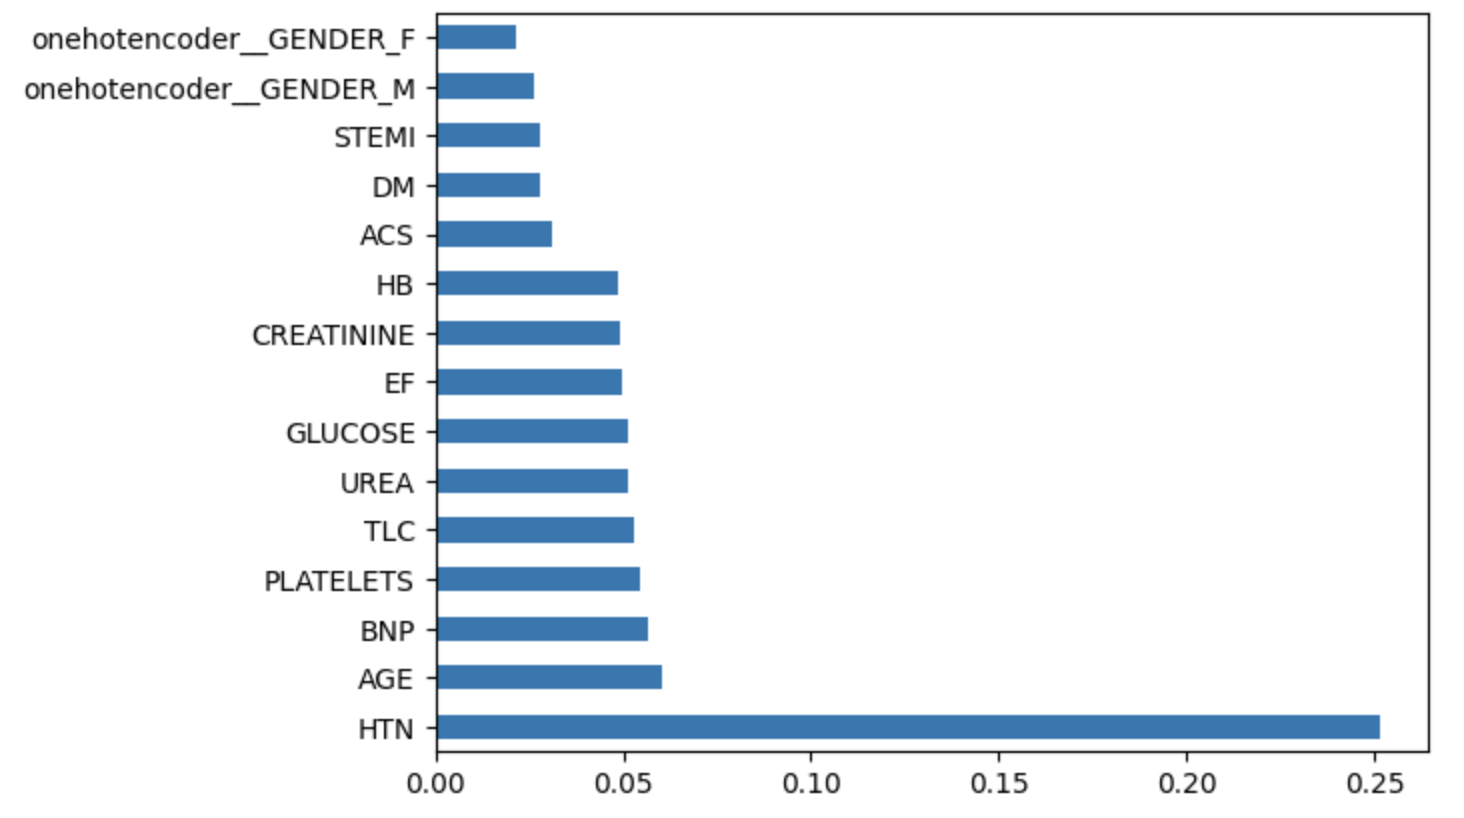 onehotencoder__GENDER_F
onehotencoder__GENDER_M
STEMI
DM
ACS
HB
CREATININE
EF
GLUCOSE
UREA
TLC
PLATELETS
BNP
AGE
HTN
0.00 0.05 0.10 0.15 0.20 0.25